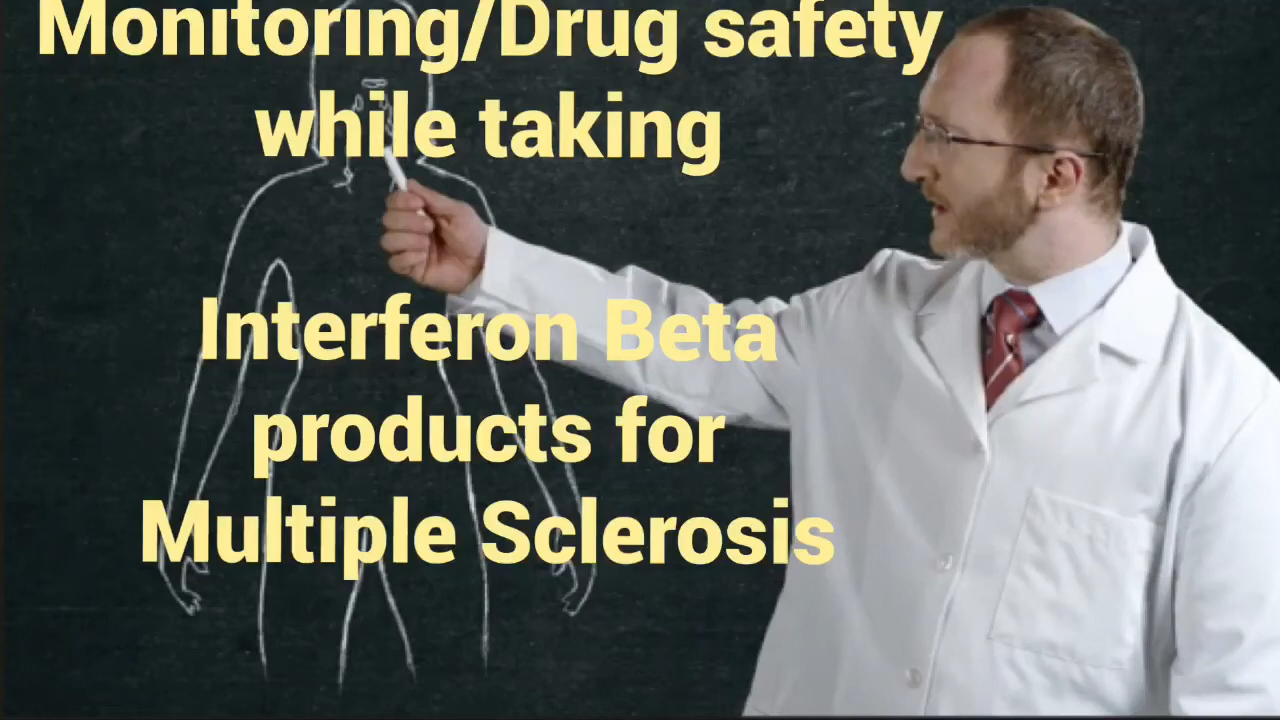 Monitoring/Drug safety
while taking
Interferon Beta
products for
Multiple Sclerosis